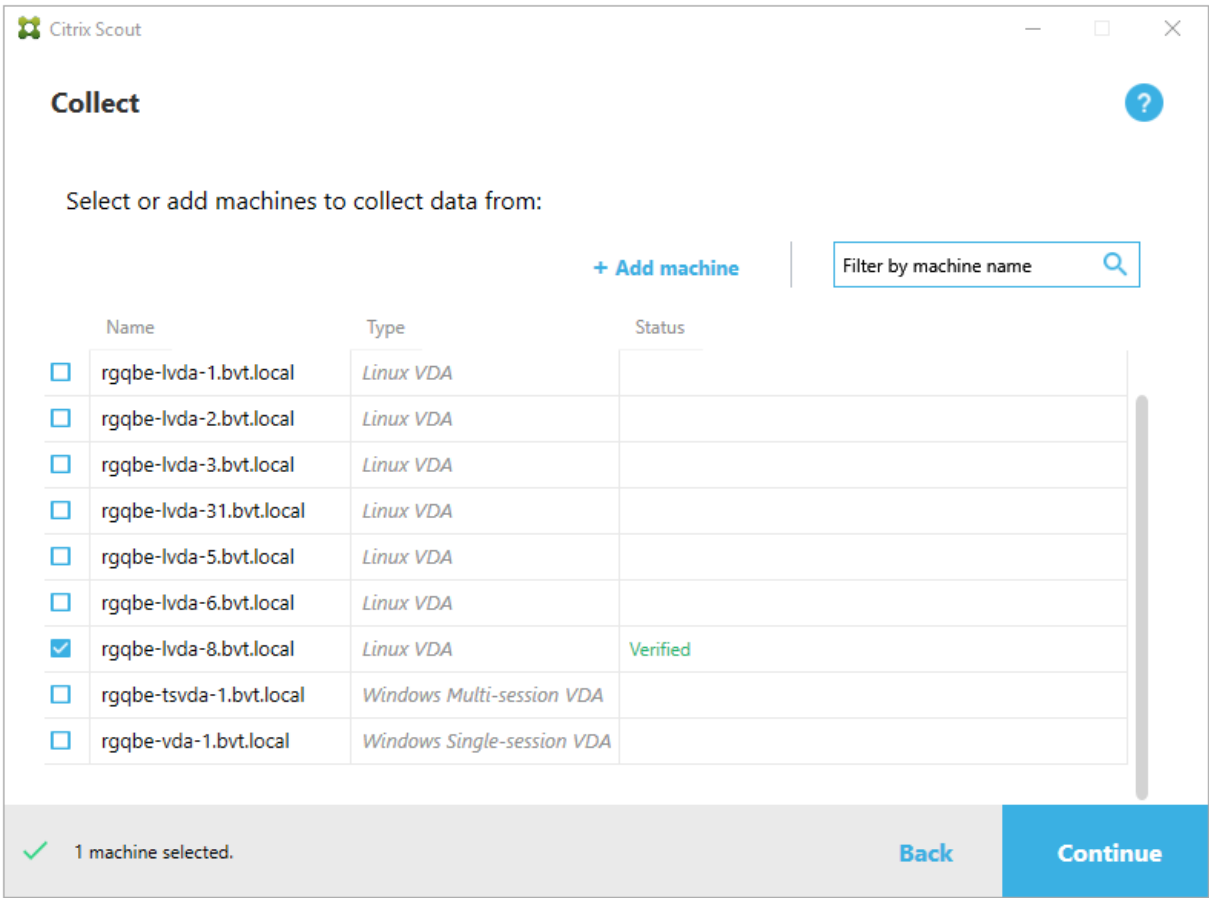 Citrix Scout
Collect
?
Select or add machines to collect data from:
+ Add machine
Filter by machine name
Name Type Status
rgqbe-lvda-1.bvt.local Linux VDA
rgqbe-lvda-2.bvt.local Linux VDA
rgqbe-lvda-3.bvt.local Linux VDA
rgqbe-lvda-31.bvt.local Linux VDA
rgqbe-lvda-5.bvt.local Linux VDA
rgqbe-lvda-6.bvt.local Linux VDA
rgqbe-lvda-8.bvt.local Linux VDA Verified
rgqbe-tsvda-1.bvt.local Windows Multi-session VDA
rgqbe-vda-1.bvt.local Windows Single-session VDA
1 machine selected.
Back
Continue